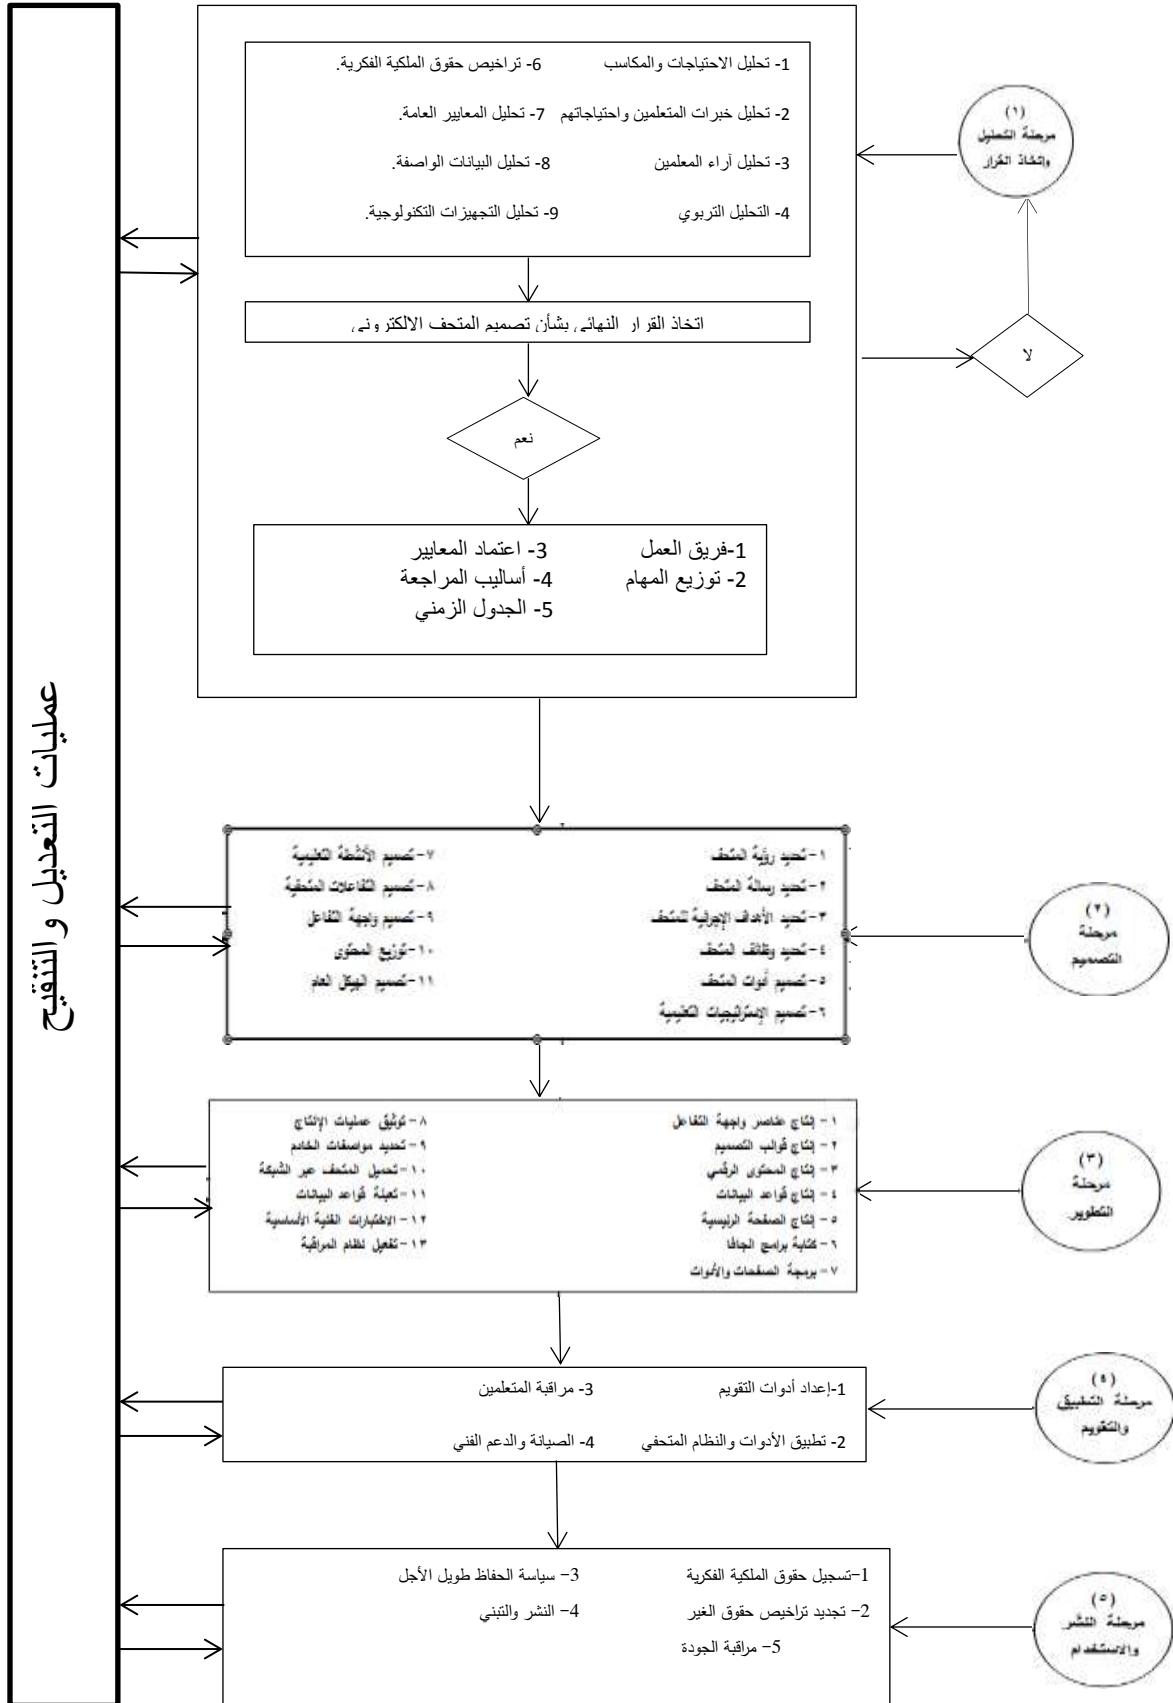 1- تحليل الاحتياجات والمكاسب
6- تراخيص حقوق الملكية الفكرية.
2- تحليل خبرات المتعلمين واحتياجاتهم
7- تحليل المعايير العامة.
3- تحليل آراء المعلمين
8- تحليل البيانات الواصفة.
4- التحليل التربوي
9- تحليل التجهيزات التكنولوجية.
(١)
مرحلة التحليل
واتخاذ القرار
اتخاذ القرار النهائي بشأن تصميم المتحف الالكتروني
لا
نعم
1-فريق العمل
3- اعتماد المعايير
2- توزيع المهام
4- أساليب المراجعة
5- الجدول الزمني
عمليات التعديل والتنقيح
(٢)
مرحلة
التصميم
١-تحديد رؤية المتحف
٧-تصميم الأنشطة التعليمية
٢-تحديد رسالة المتحف
٨-تصميم التفاعلات المتحفية
٣-تحديد الأهداف الإجرائية للمتحف
٩-تصميم واجهة التفاعل
٤-تحديد وظائف المتحف
١٠-توزيع المحتوى
٥-تصميم أدوات المتحف
١١-تصميم الهيكل العام
٦-تصميم الإستراتيجيات التعليمية
(٣)
مرحلة
التطوير
١- إنتاج عناصر واجهة التفاعل
٨-توثيق عمليات الإنتاج
٢-إنتاج قوالب التصميم
٩-تحديد مواصفات الخادم
٣-إنتاج المحتوى الرقمي
١٠-تحميل المتحف عبر الشبكة
٤-إنتاج قواعد البيانات
١١-تعبئة قواعد البيانات
٥-إنتاج الصفحة الرئيسية
١٢-الاختبارات الفنية الأساسية
٦-كتابة برامج الجافا
١٣-تفعيل نظام المراقبة
٧-برمجة الصفحات والأدوات
(٤)
مرحلة التطبيق
والتقويم
1-إعداد أدوات التقويم
3- مراقبة المتعلمين
2- تطبيق الأدوات والنظام المتحفي
4- الصيانة والدعم الفني
(٥)
مرحلة النشر
والاستخدام
1-تسجيل حقوق الملكية الفكرية
3- سياسة الحفاظ طويل الأجل
2- تجديد تراخيص حقوق الغير
4- النشر والتبني
5- مراقبة الجودة